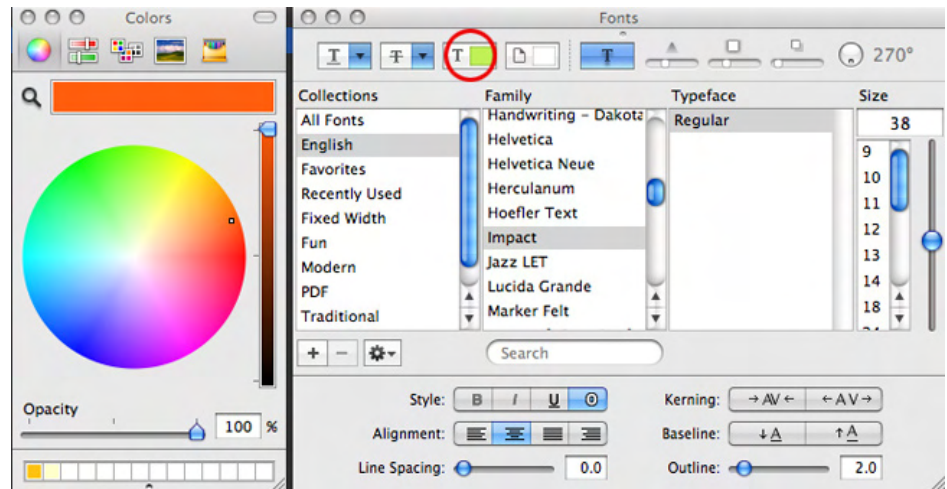 Colors
Opacity
100 %
Fonts
T T T T 270°
Collections Family Typeface Size
All Fonts
English
Favorites
Recently Used
Fixed Width
Fun
Modern
PDF
Traditional
Handwriting - Dakota
Helvetica
Helvetica Neue
Herculanum
Hoefler Text
Impact
Jazz LET
Lucida Grande
Marker Felt
Regular
38
9
10
11
12
13
14
18
+ -
Search
Style: B I U
Kerning: → AV ← ← A V →
Alignment:
Baseline: ↓A ↑A
Line Spacing: 0.0
Outline: 2.0